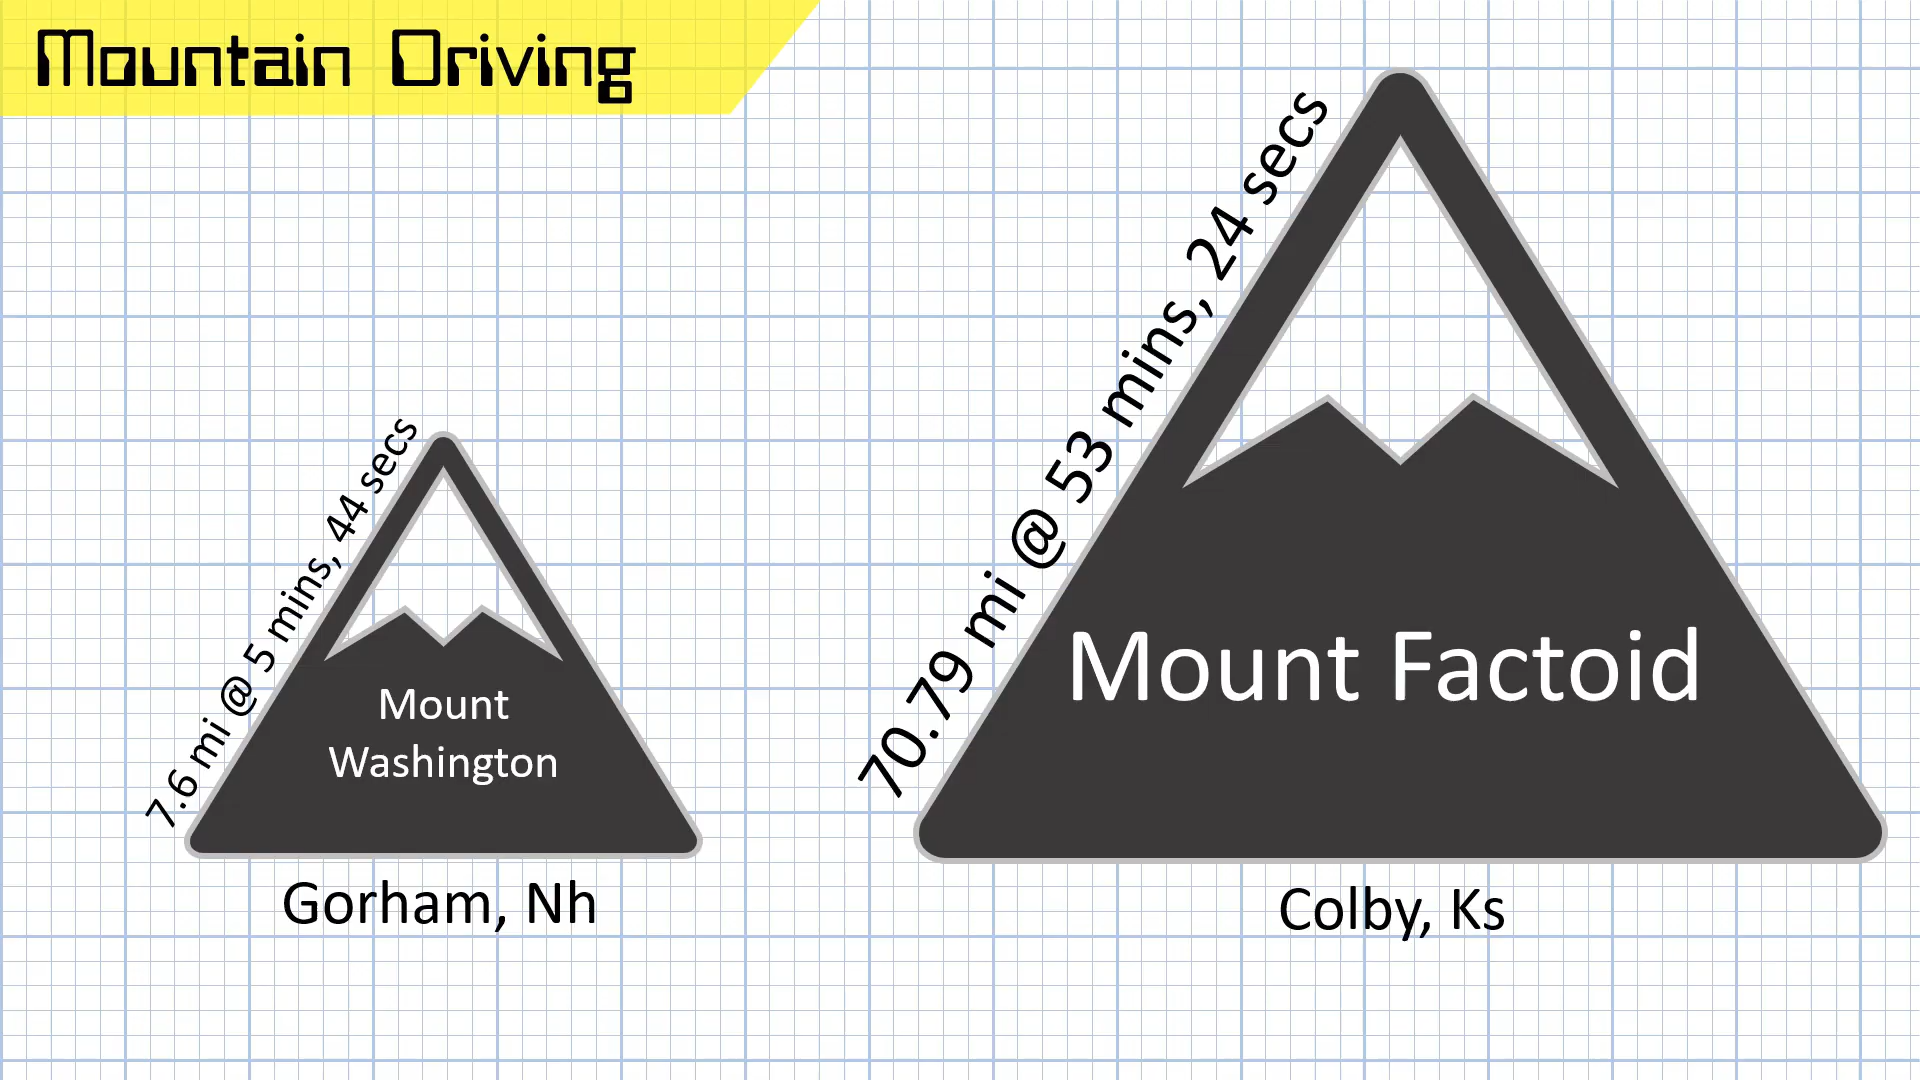 Mountain Driving
7.6 mi @ 5 mins, 44 secs
Mount
Washington
Gorham, Nh
70.79 mi @ 53 mins, 24 secs
Mount Factoid
Colby, Ks